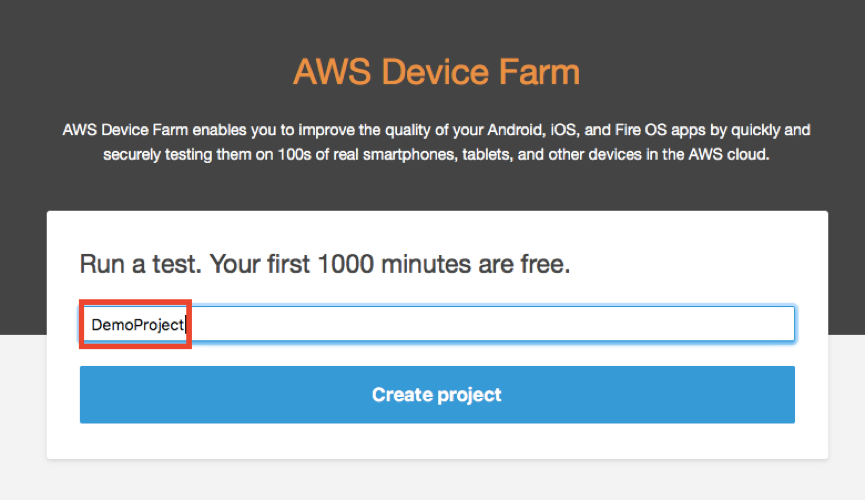 AWS Device Farm
AWS Device Farm enables you to improve the quality of your Android, iOS, and Fire OS apps by quickly and
securely testing them on 100s of real smartphones, tablets, and other devices in the AWS cloud.
Run a test. Your first 1000 minutes are free.
DemoProject
Create project